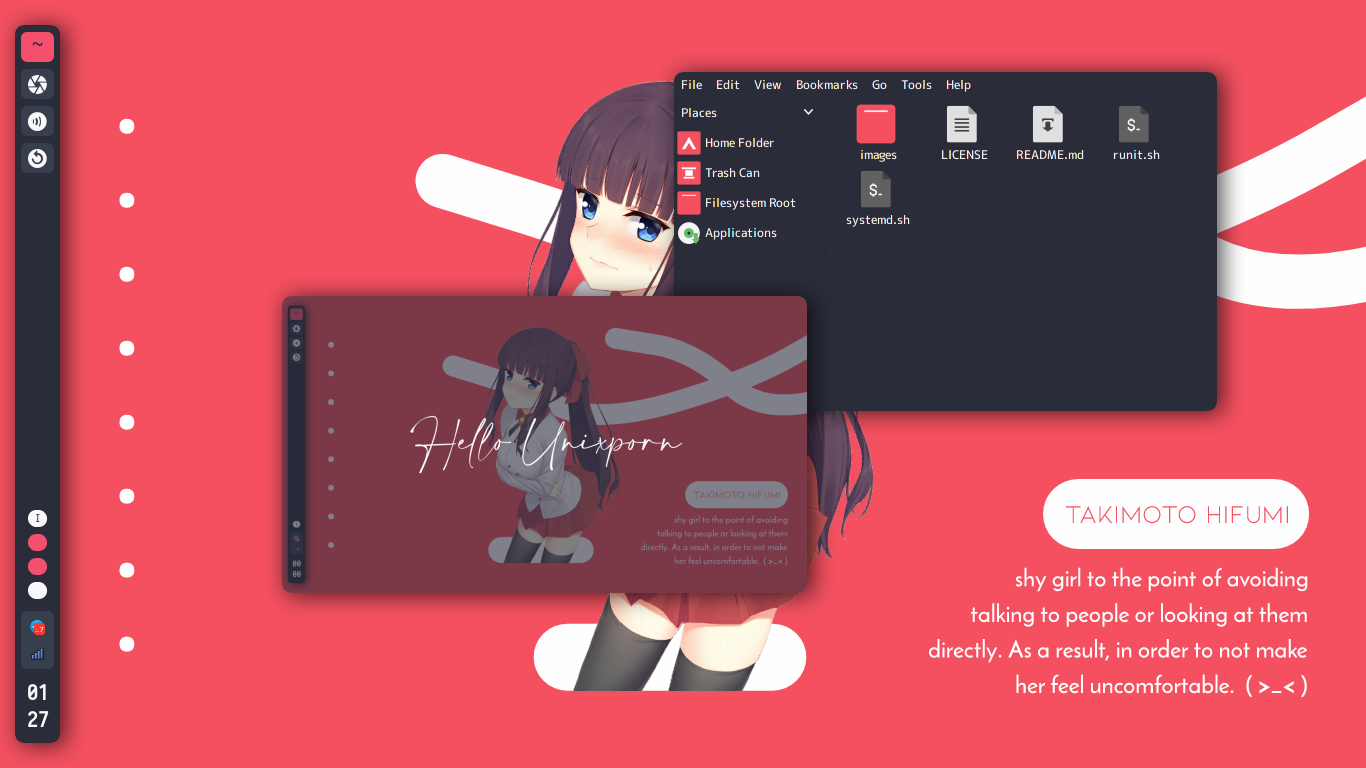 ~
File Edit View Bookmarks Go Tools Help
Places
Home Folder
Trash Can
Filesystem Root
Applications
images LICENSE README.md runit.sh
systemd.sh
Hello Unixporn
TAKIMOTO HIFUMI
shy girl to the point of avoiding
talking to people or looking at them
directly. As a result, in order to not make
her feel uncomfortable. ( >_< )
TAKIMOTO HIFUMI
shy girl to the point of avoiding
talking to people or looking at them
directly. As a result, in order to not make
her feel uncomfortable. ( >_< )
I
01
27